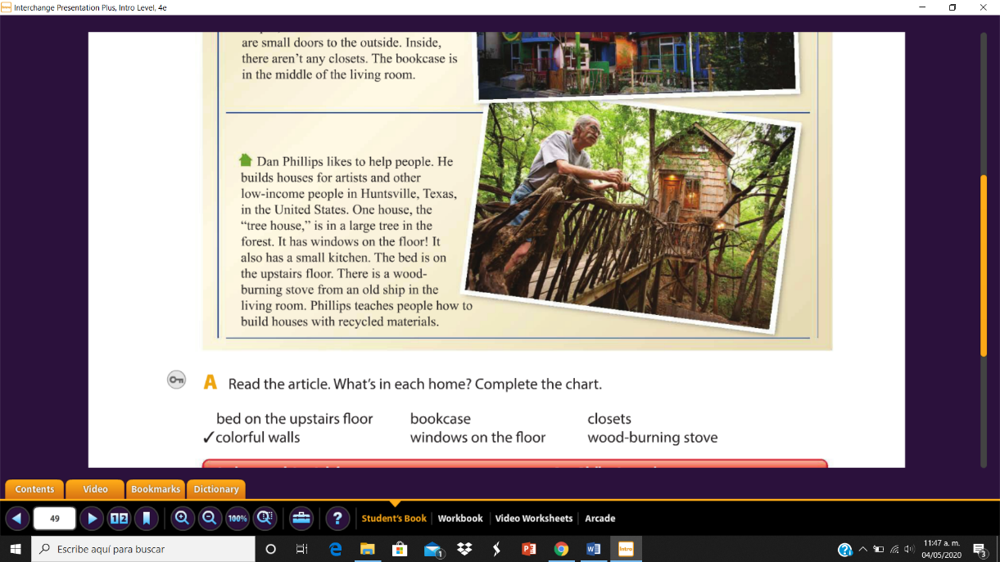 Interchange Presentation Plus, Intro Level, 4e
are small doors to the outside. Inside,
there aren't any closets. The bookcase is
in the middle of the living room.
Dan Phillips likes to help people. He
builds houses for artists and other
low-income people in Huntsville, Texas,
in the United States. One house, the
"tree house," is in a large tree in the
forest. It has windows on the floor! It
also has a small kitchen. The bed is on
the upstairs floor. There is a wood-
burning stove from an old ship in the
living room. Phillips teaches people how to
build houses with recycled materials.
A Read the article. What's in each home? Complete the chart.
bed on the upstairs floor bookcase closets
✓colorful walls windows on the floor wood-burning stove
Contents Video Bookmarks Dictionary
49 1 2 100% ? Student's Book Workbook Video Worksheets Arcade
Escribe aquí para buscar
1
Intro
11:47 a. m.
04/05/2020
3